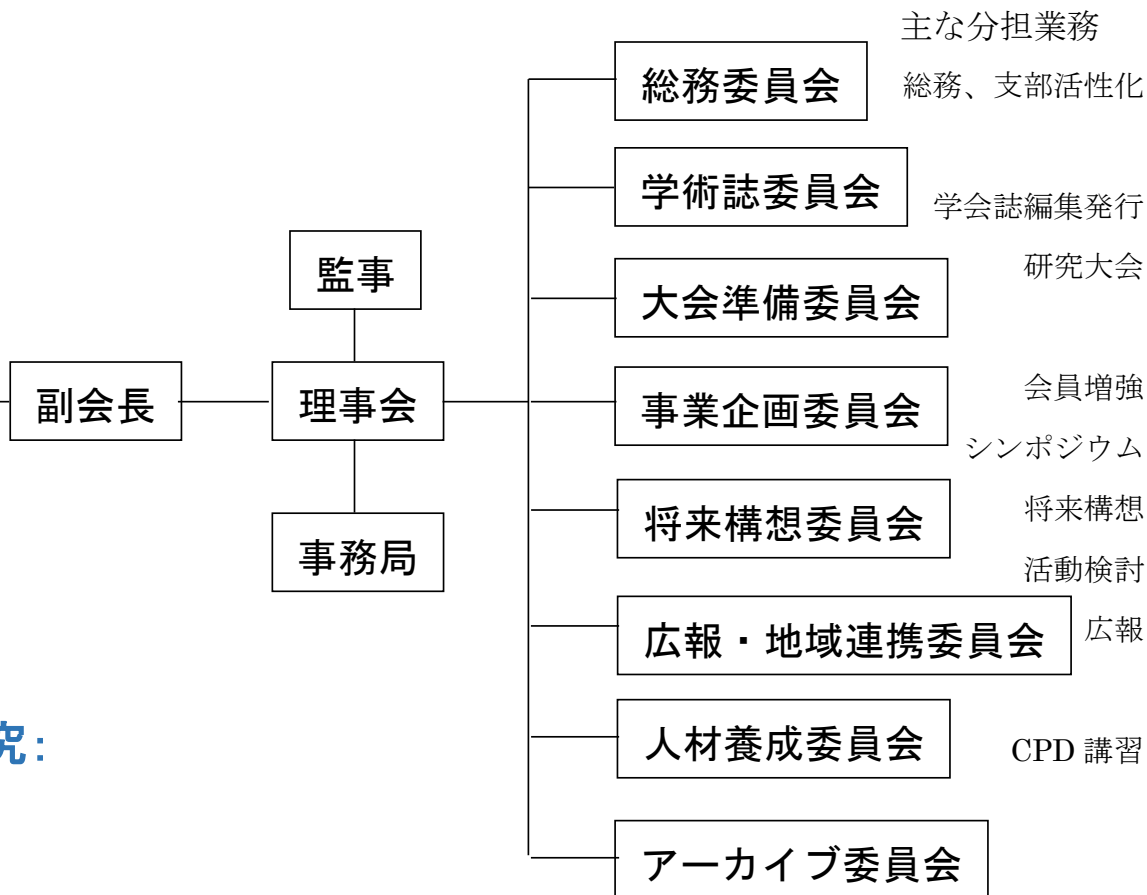 主な分担業務
総務委員会
総務、支部活性化
学術誌委員会
学会誌編集発行
監事
研究大会
大会準備委員会
副会長
理事会
事業企画委員会
会員増強
シンポジウム
将来構想委員会
将来構想
事務局
活動検討
広報・地域連携委員会
広報
究：
人材養成委員会
CPD 講習
アーカイブ委員会